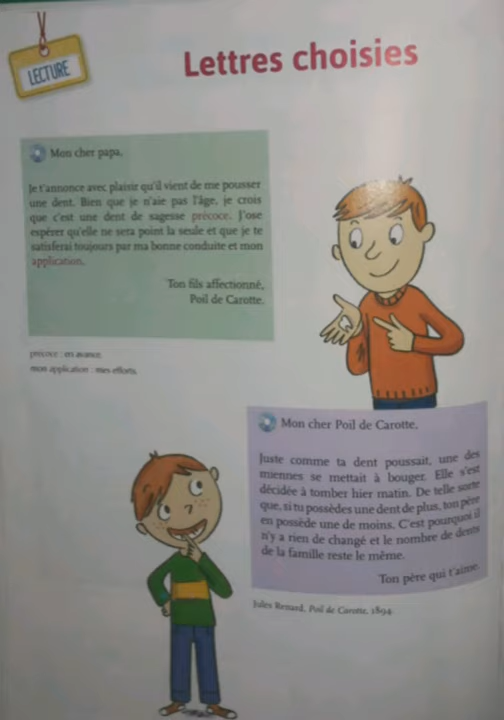 LECTURE
Lettres choisies
Mon cher papa,
Je t'annonce avec plaisir qu'il vient de me pousser
une dent. Bien que je n'aie pas l'âge, je crois
que c'est une dent de sagesse précoce. J'ose
espérer qu'elle ne sera point la seule et que je te
satisferai toujours par ma bonne conduite et mon
application.
Ton fils affectionné,
Poil de Carotte.
précoce : en avance.
mon application : mes efforts.
Mon cher Poil de Carotte,
Juste comme ta dent poussait, une des
miennes se mettait à bouger. Elle s'est
décidée à tomber hier matin. De telle sorte
que, si tu possèdes une dent de plus, ton père
en possède une de moins. C'est pourquoi il
n'y a rien de changé et le nombre de dents
de la famille reste le même.
Ton père qui t'aime.
Jules Renard, Poil de Carotte, 1894.